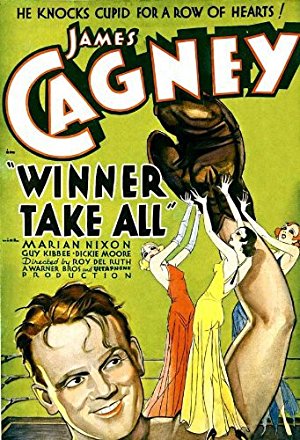 HE KNOCKS CUPID FOR A ROW OF HEARTS!
JAMES
CAGNEY
in
"WINNER
TAKE ALL"
with
MARIAN NIXON
GUY KIBBEE · DICKIE MOORE
Directed by ROY DEL RUTH
A WARNER BROS and VITAPHONE
PRODUCTION